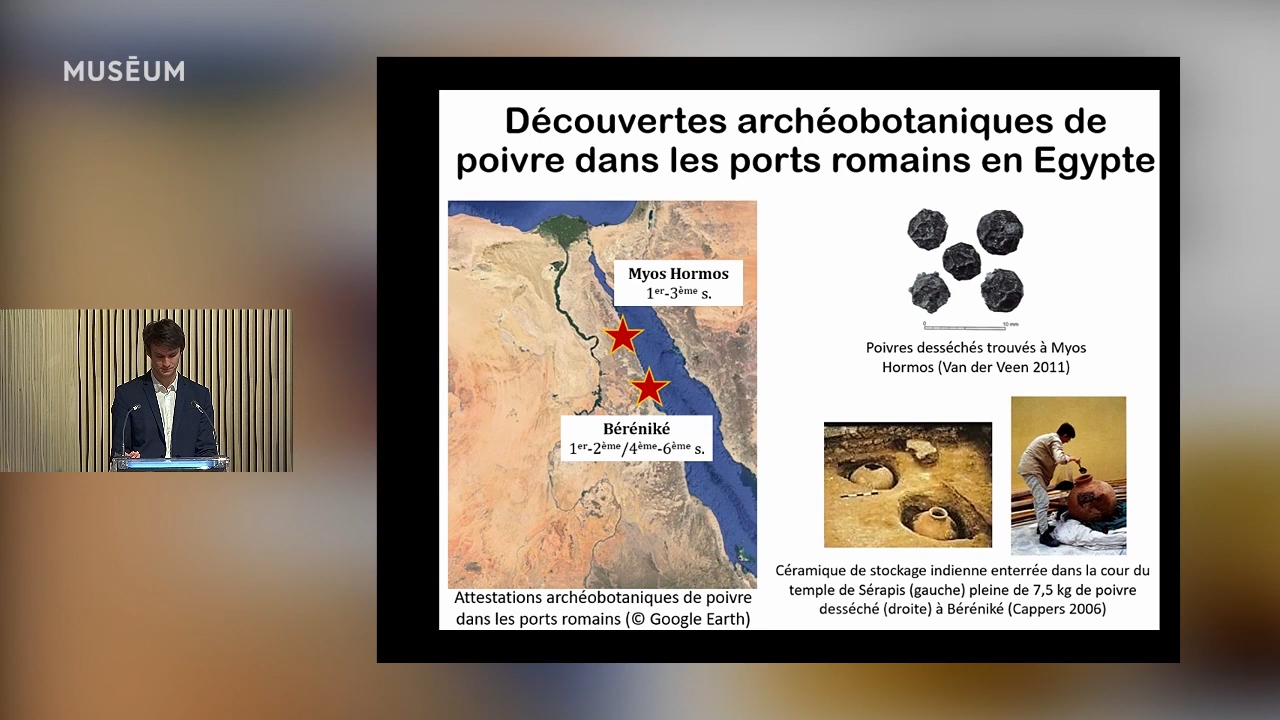 MUSĒUM
Découvertes archéobotaniques de
poivre dans les ports romains en Egypte
Myos Hormos
1er-3ème s.
Béréniké
1er-2ème/4ème-6ème s.
Attestations archéobotaniques de poivre
dans les ports romains (© Google Earth)
0 10 mm
Poivres desséchés trouvés à Myos
Hormos (Van der Veen 2011)
Céramique de stockage indienne enterrée dans la cour du
temple de Sérapis (gauche) pleine de 7,5 kg de poivre
desséché (droite) à Béréniké (Cappers 2006)